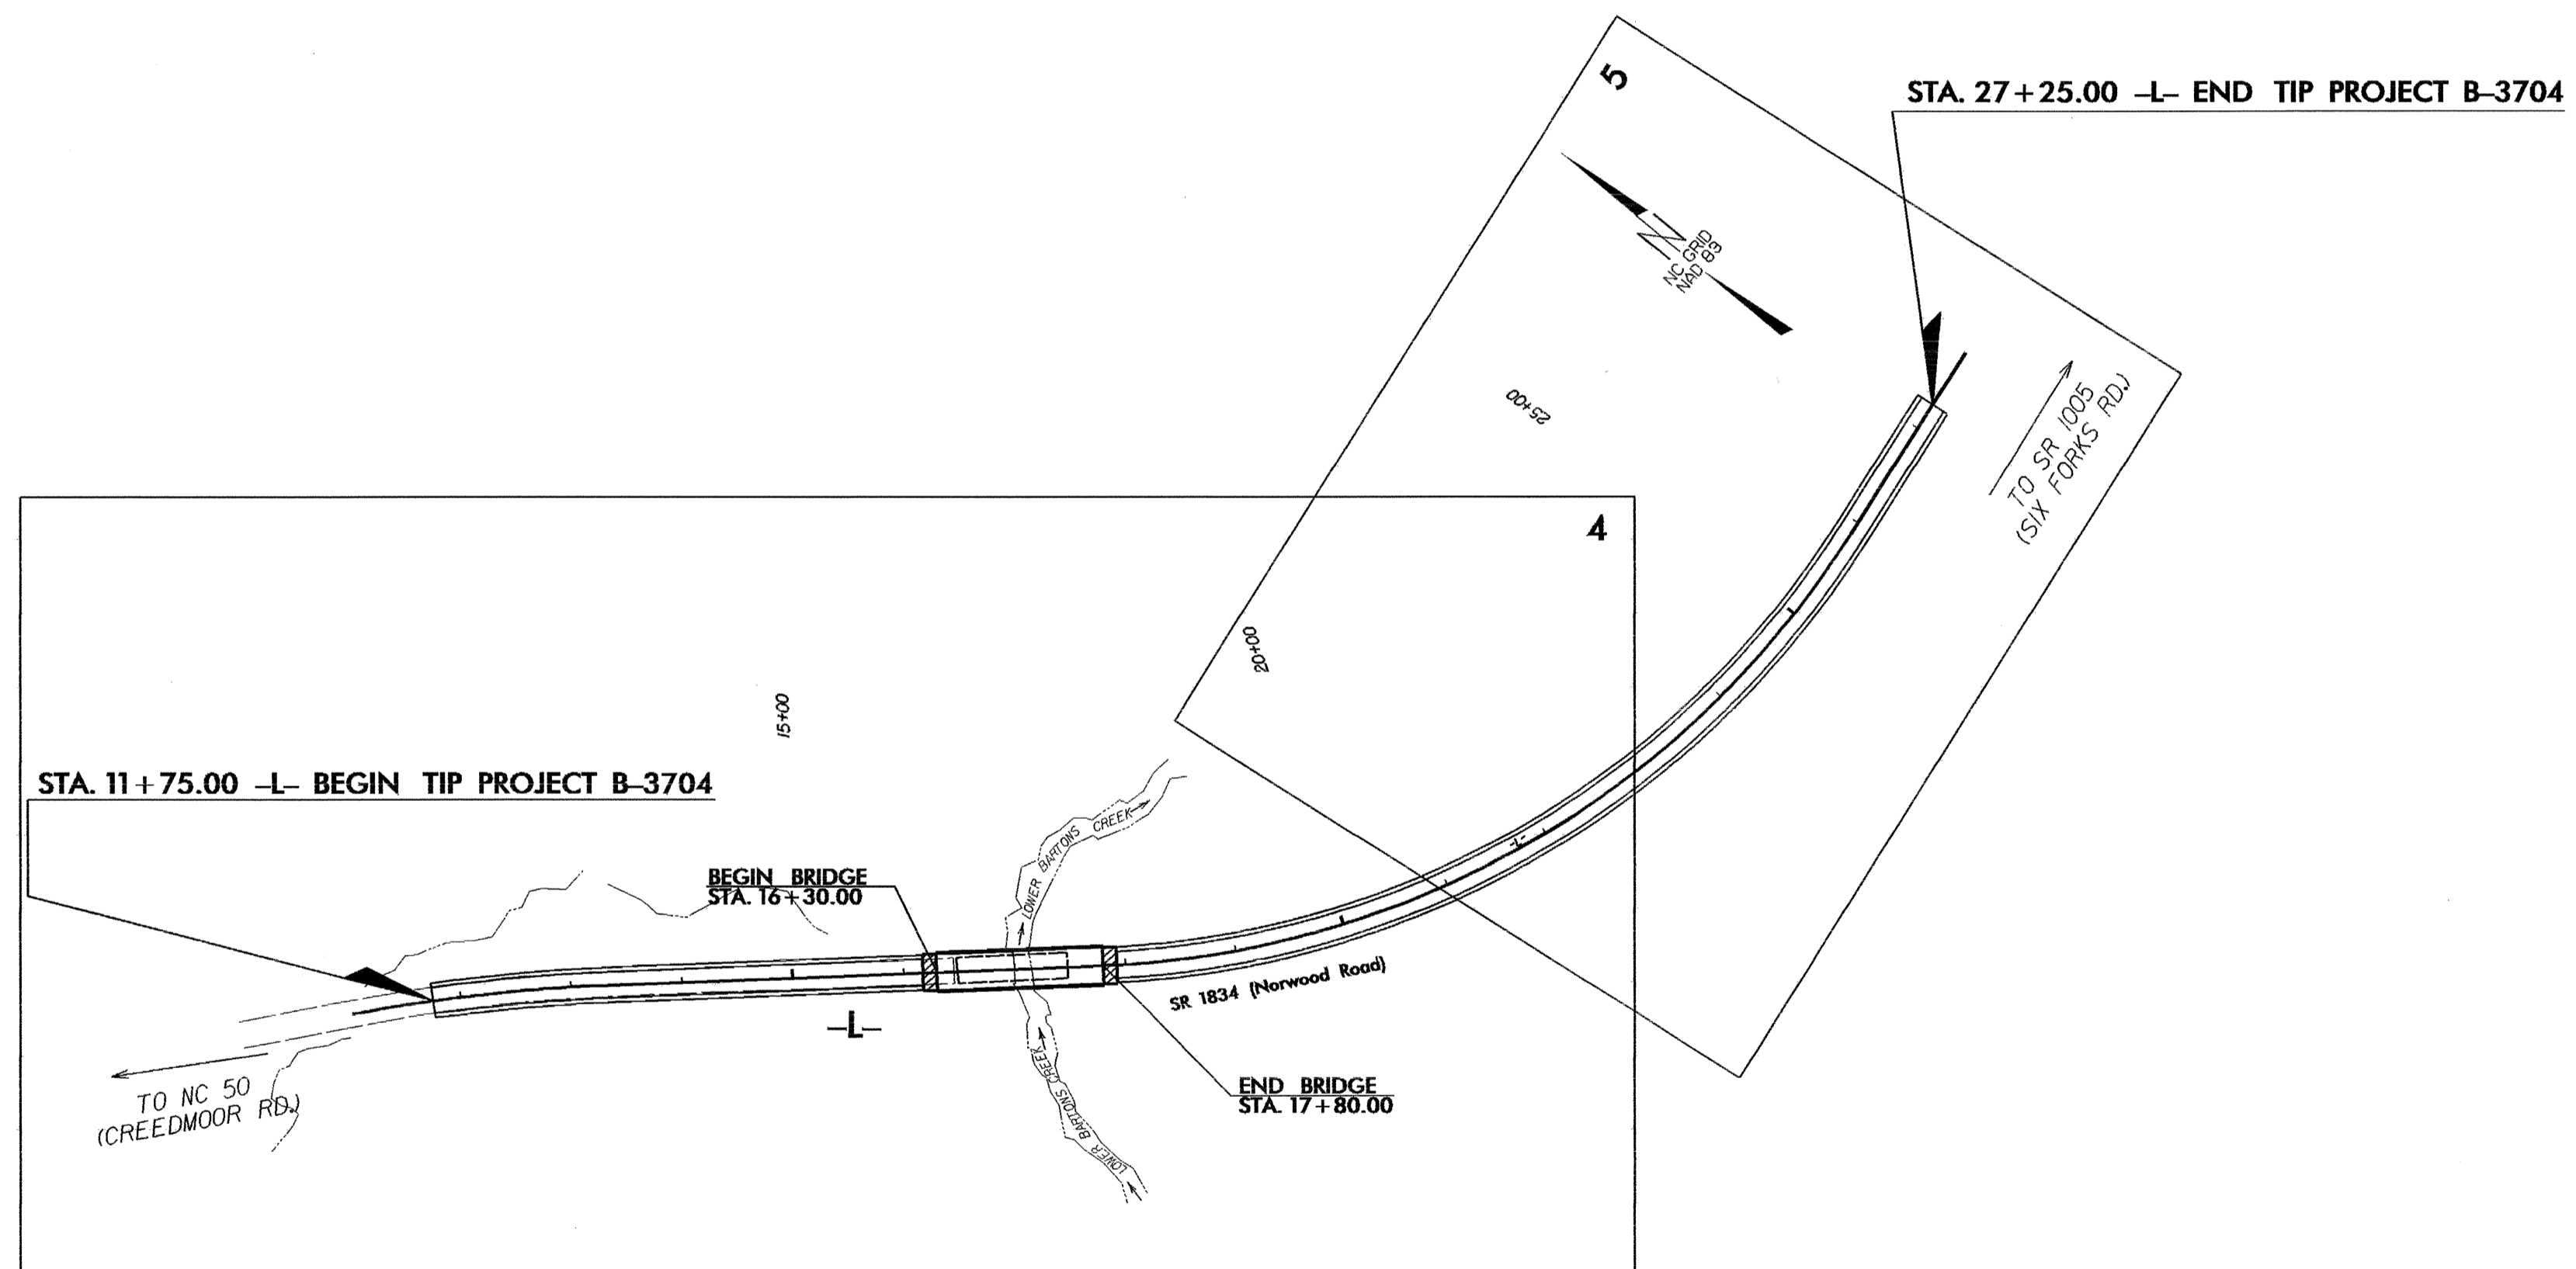 5
STA. 27+25.00 –L– END TIP PROJECT B–3704
N
NC GRID
NAD 83
25+00
TO SR 1005
(SIX FORKS RD.)
4
20+00
15+00
STA. 11+75.00 –L– BEGIN TIP PROJECT B–3704
LOWER BARTONS CREEK
-L-
BEGIN BRIDGE
STA. 16+30.00
SR 1834 (Norwood Road)
–L–
LOWER BARTONS CREEK
TO NC 50
(CREEDMOOR RD.)
END BRIDGE
STA. 17+80.00